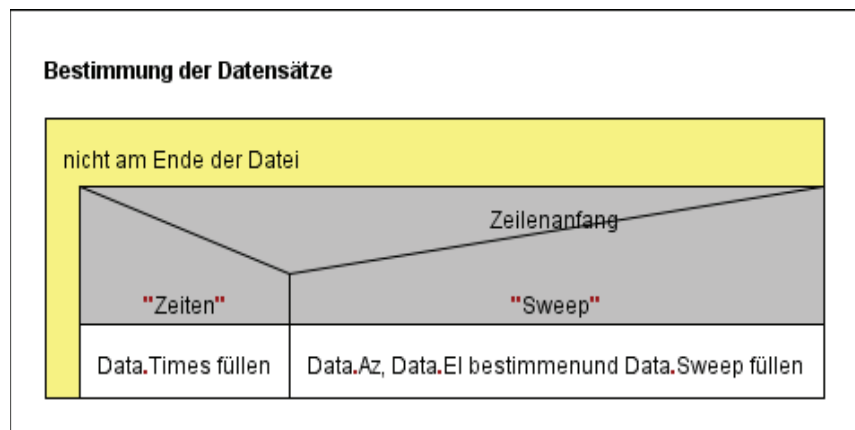 Bestimmung der Datensätze
nicht am Ende der Datei
Zeilenanfang
"Zeiten"
"Sweep"
Data.Times füllen
Data.Az, Data.El bestimmenund Data.Sweep füllen